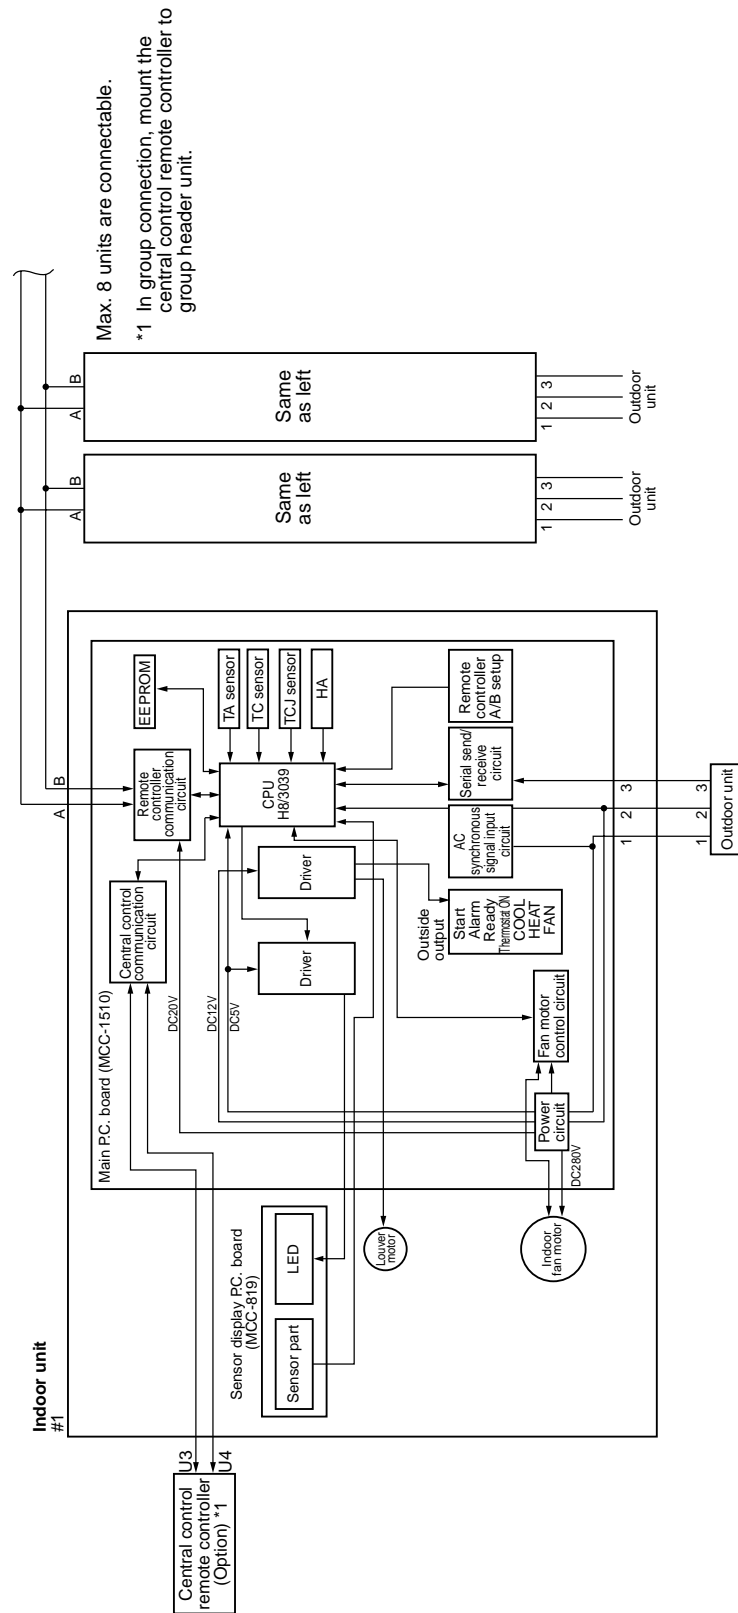 Indoor unit
#1
Central control
remote controller
(Option) *1
U3
U4
Sensor display P.C. board
(MCC-819)
Sensor part
LED
Louver
motor
Indoor
fan motor
Main P.C. board (MCC-1510)
Central control
communication
circuit
DC20V
DC12V
DC5V
DC280V
Power
circuit
Fan motor
control circuit
Driver
Driver
Outside
output
Start
Alarm
Ready
Thermostat ON
COOL
HEAT
FAN
Remote
controller
communication
circuit
CPU
H8/3039
EEPROM
TA sensor
TC sensor
TCJ sensor
HA
AC
synchronous
signal input
circuit
Serial send/
receive
circuit
Remote
controller
A/B setup
A
B
1
2
3
1
2
3
Outdoor unit
A
B
Same
as left
1
2
3
Outdoor
unit
A
B
Same
as left
1
2
3
Outdoor
unit
Max. 8 units are connectable.
*1 In group connection, mount the
central control remote controller to
group header unit.